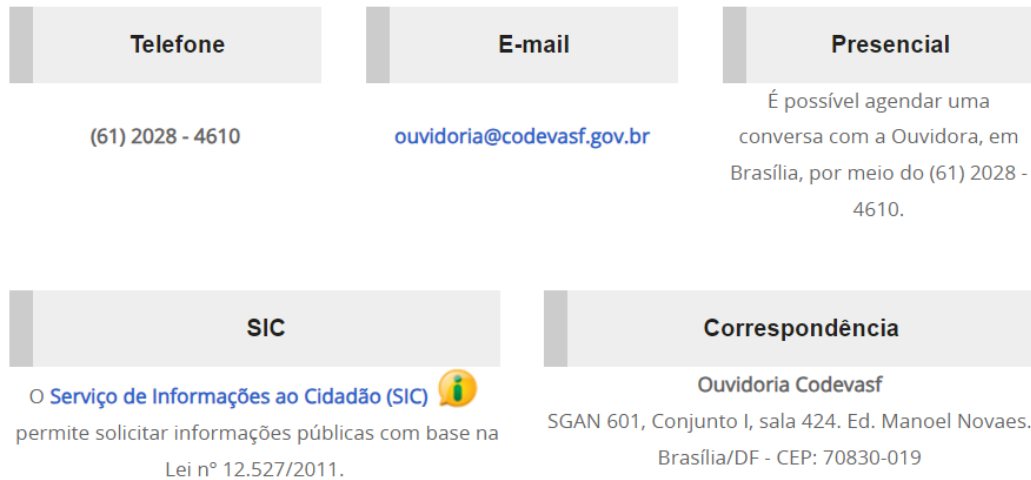 Telefone
(61) 2028 - 4610
E-mail
ouvidoria@codevasf.gov.br
Presencial
É possível agendar uma
conversa com a Ouvidora, em
Brasília, por meio do (61) 2028 -
4610.
SIC
O Serviço de Informações ao Cidadão (SIC)
permite solicitar informações públicas com base na
Lei nº 12.527/2011.
Correspondência
Ouvidoria Codevasf
SGAN 601, Conjunto I, sala 424. Ed. Manoel Novaes.
Brasília/DF - CEP: 70830-019